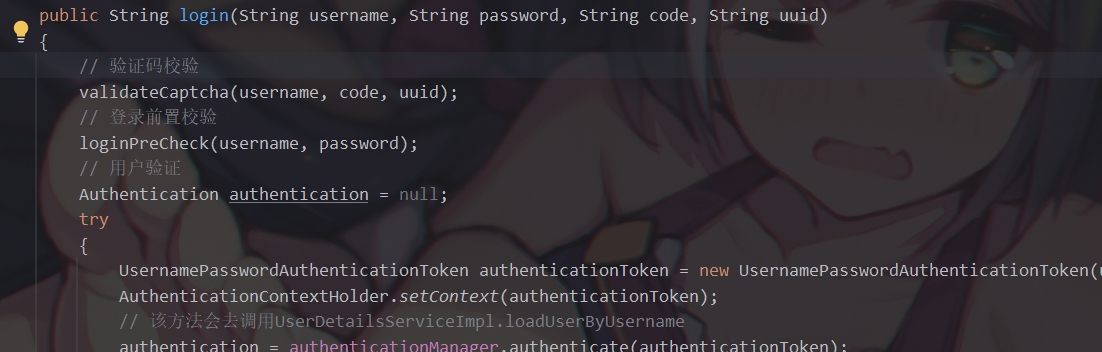 public String login(String username, String password, String code, String uuid)
{
// 验证码校验
validateCaptcha(username, code, uuid);
// 登录前置校验
loginPreCheck(username, password);
// 用户验证
Authentication authentication = null;
try
{
UsernamePasswordAuthenticationToken authenticationToken = new UsernamePasswordAuthenticationToken(
AuthenticationContextHolder.setContext(authenticationToken);
// 该方法会去调用UserDetailsServiceImpl.loadUserByUsername
authentication = authenticationManager.authenticate(authenticationToken);